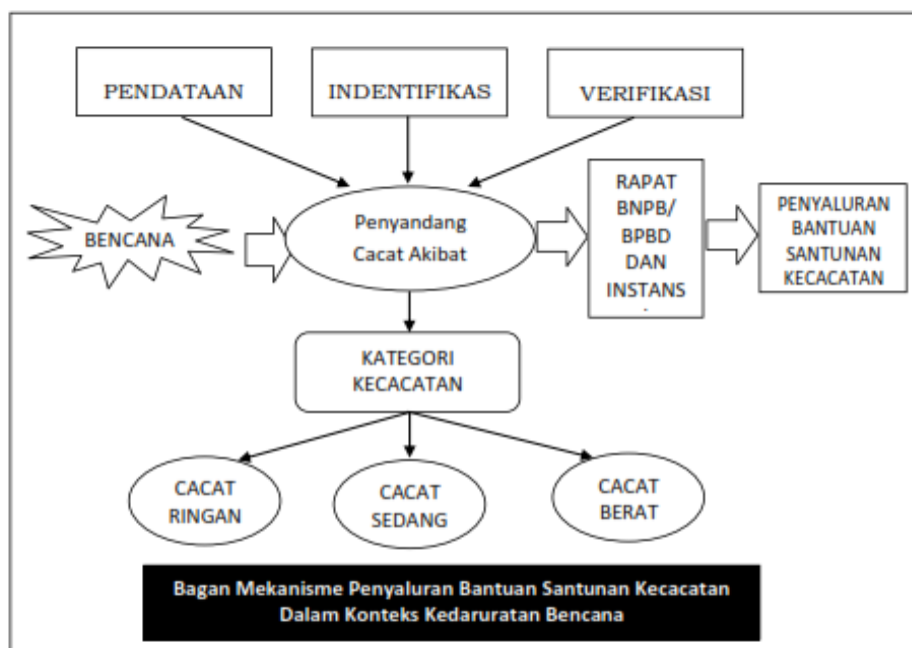 PENDATAAN
INDENTIFIKAS
VERIFIKASI
BENCANA
Penyandang
Cacat Akibat
RAPAT
BNPB/
BPBD
DAN
INSTANS
PENYALURAN
BANTUAN
SANTUNAN
KECACATAN
KATEGORI
KECACATAN
CACAT
RINGAN
CACAT
SEDANG
CACAT
BERAT
Bagan Mekanisme Penyaluran Bantuan Santunan Kecacatan
Dalam Konteks Kedaruratan Bencana